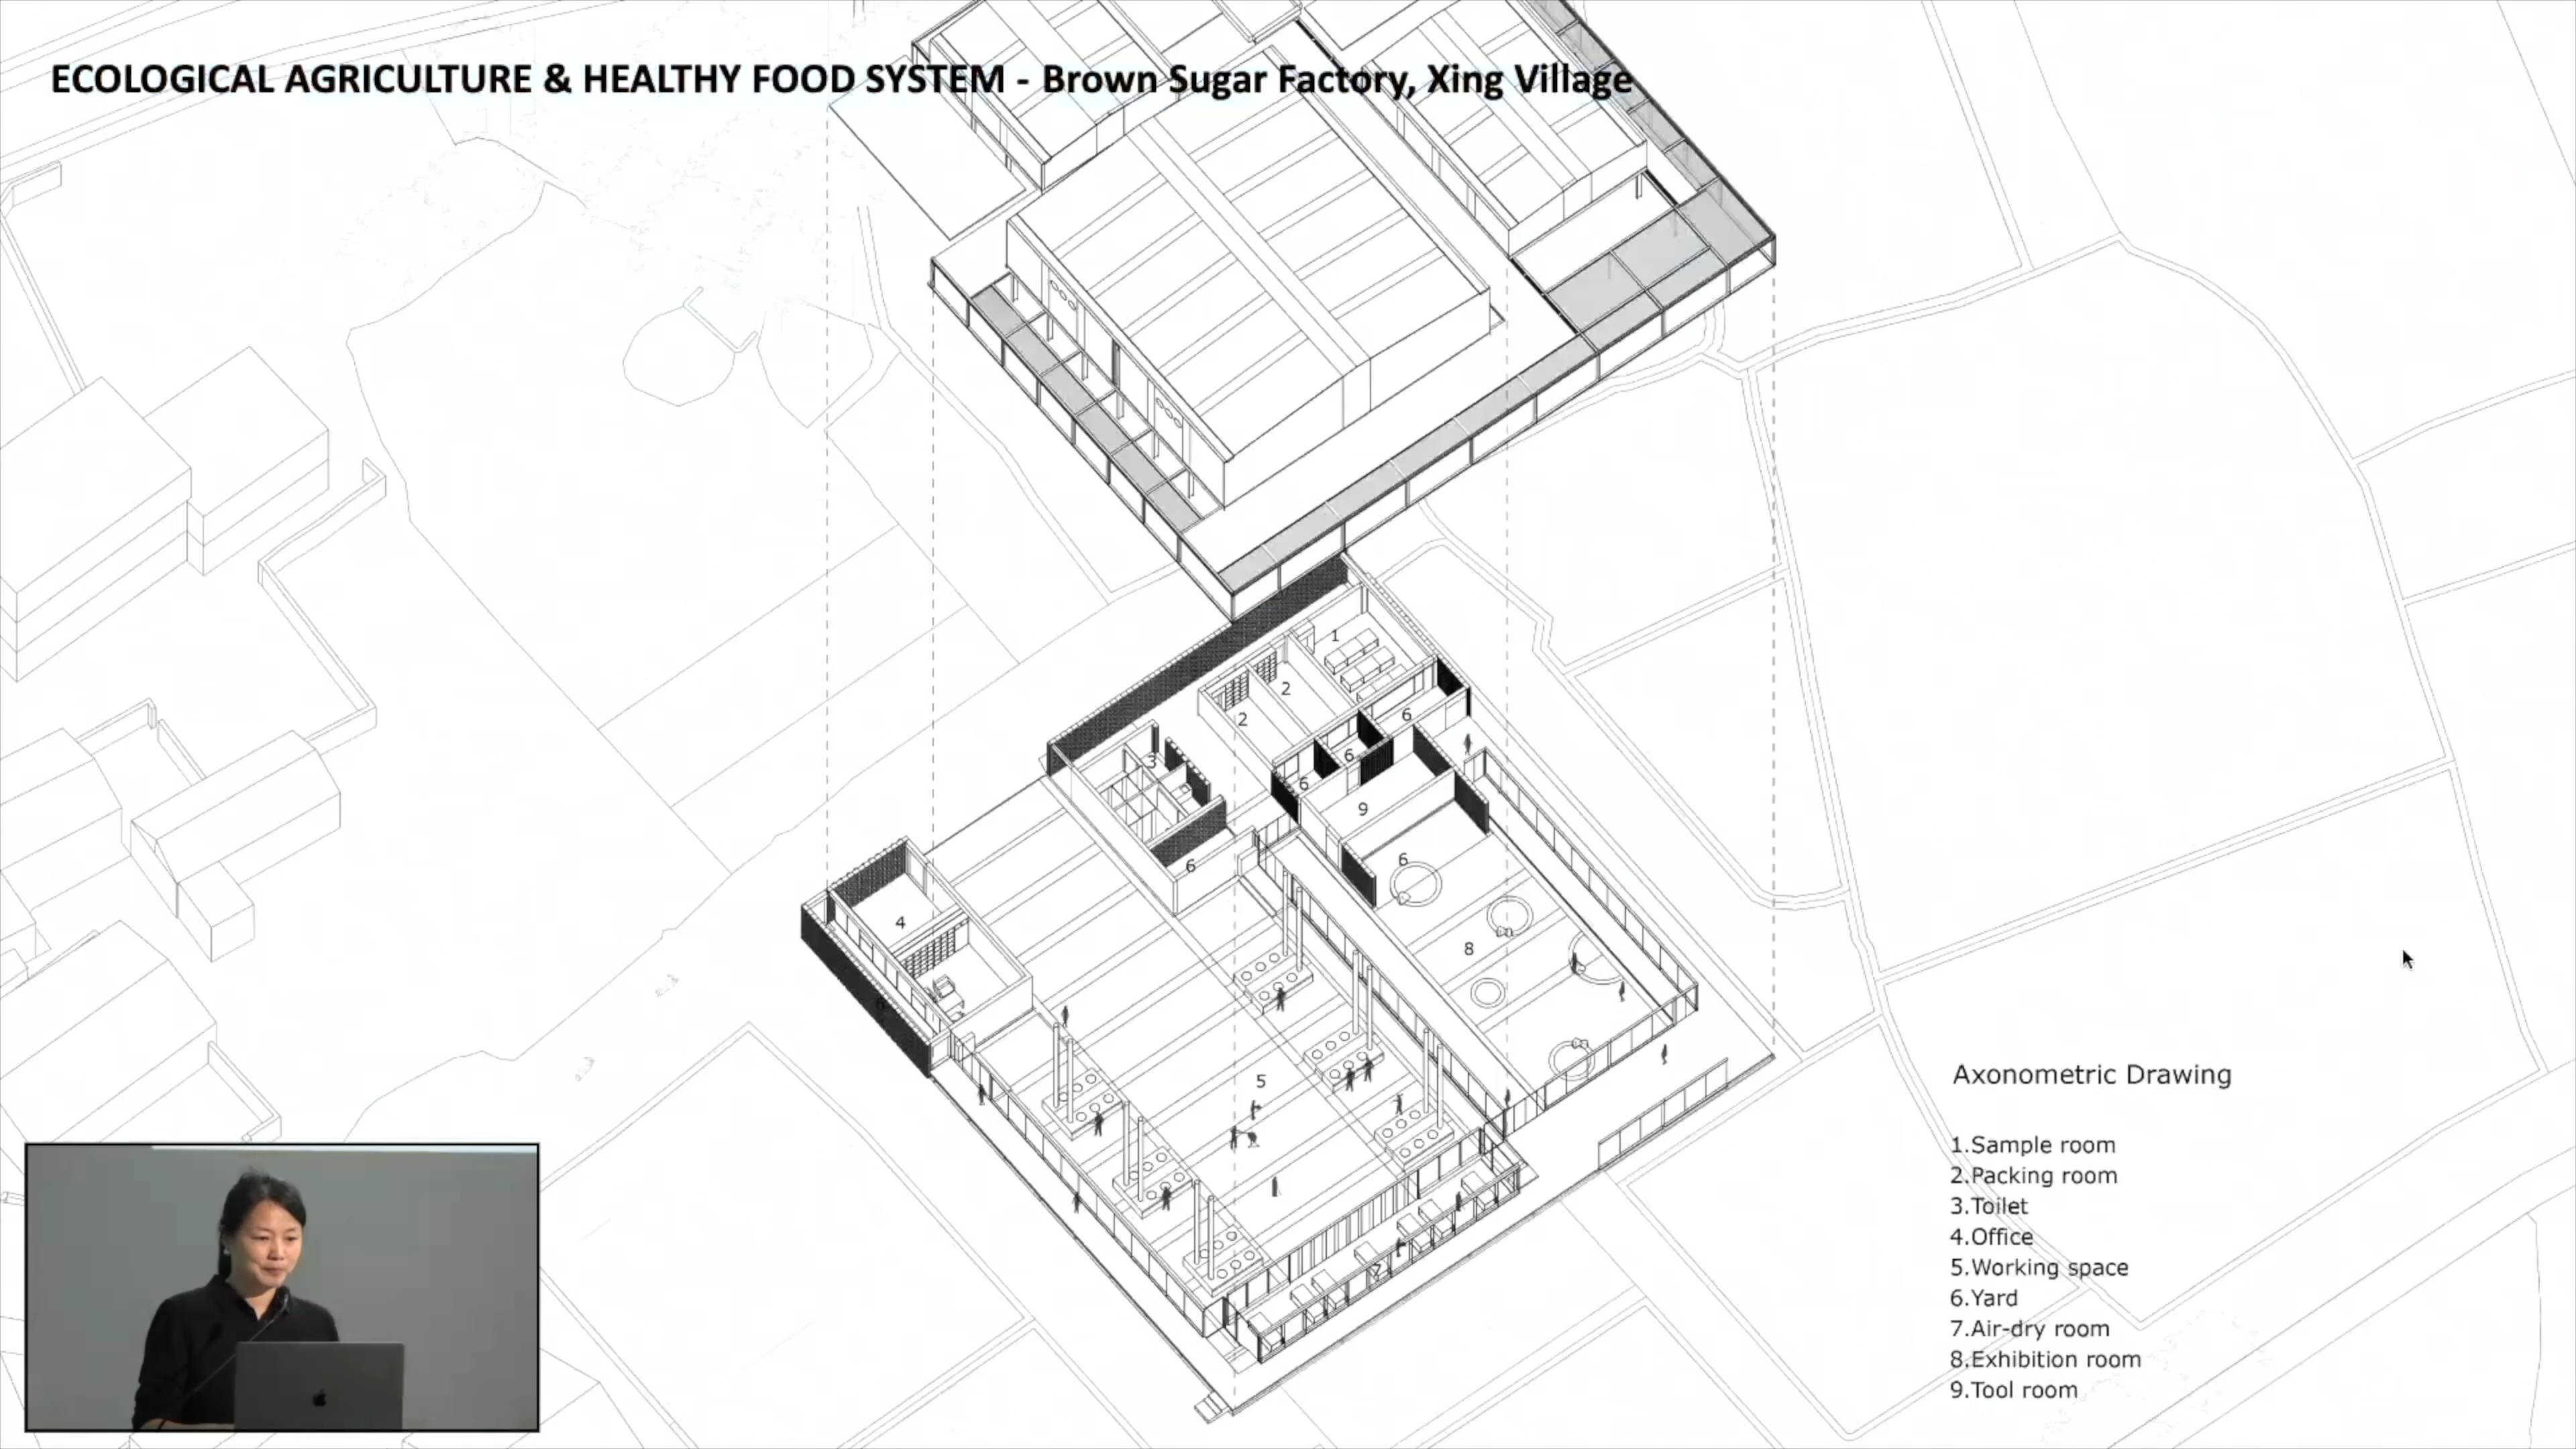 ECOLOGICAL AGRICULTURE & HEALTHY FOOD SYSTEM - Brown Sugar Factory, Xing Village
1
2
2
6
3
6
6
9
6
6
4
8
5
7
Axonometric Drawing
1.Sample room
2.Packing room
3.Toilet
4.Office
5.Working space
6.Yard
7.Air-dry room
8.Exhibition room
9.Tool room